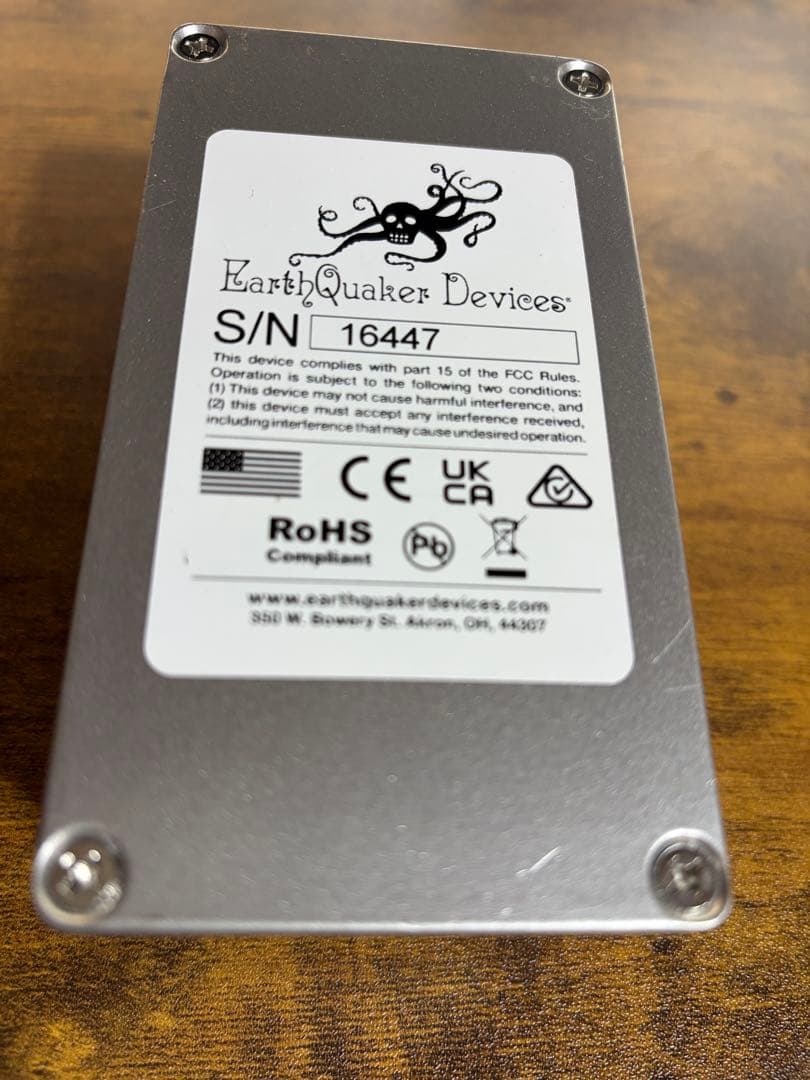 EarthQuaker Devices®
S/N 16447
This device complies with part 15 of the FCC Rules.
Operation is subject to the following two conditions:
(1) This device may not cause harmful interference, and
(2) this device must accept any interference received,
including interference that may cause undesired operation.
CE UK CA
RoHS
Compliant
Pb
www.earthquakerdevices.com
350 W. Bowery St. Akron, OH, 44307